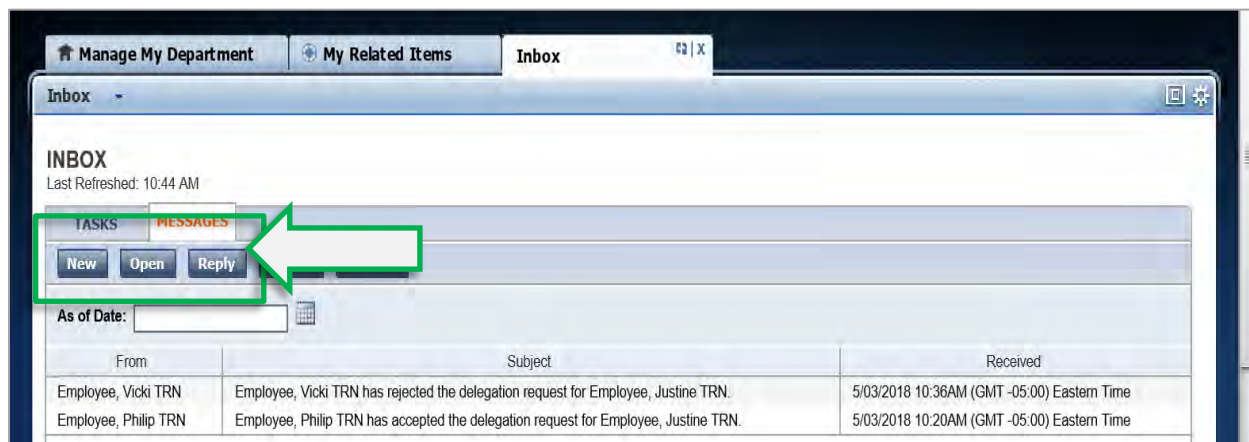 Manage My Department My Related Items Inbox X
Inbox
INBOX
Last Refreshed: 10:44 AM
TASKS MESSAGES
New Open Reply
As of Date:
From Subject Received
Employee, Vicki TRN Employee, Vicki TRN has rejected the delegation request for Employee, Justine TRN. 5/03/2018 10:36AM (GMT -05:00) Eastern Time
Employee, Philip TRN Employee, Philip TRN has accepted the delegation request for Employee, Justine TRN. 5/03/2018 10:20AM (GMT -05:00) Eastern Time